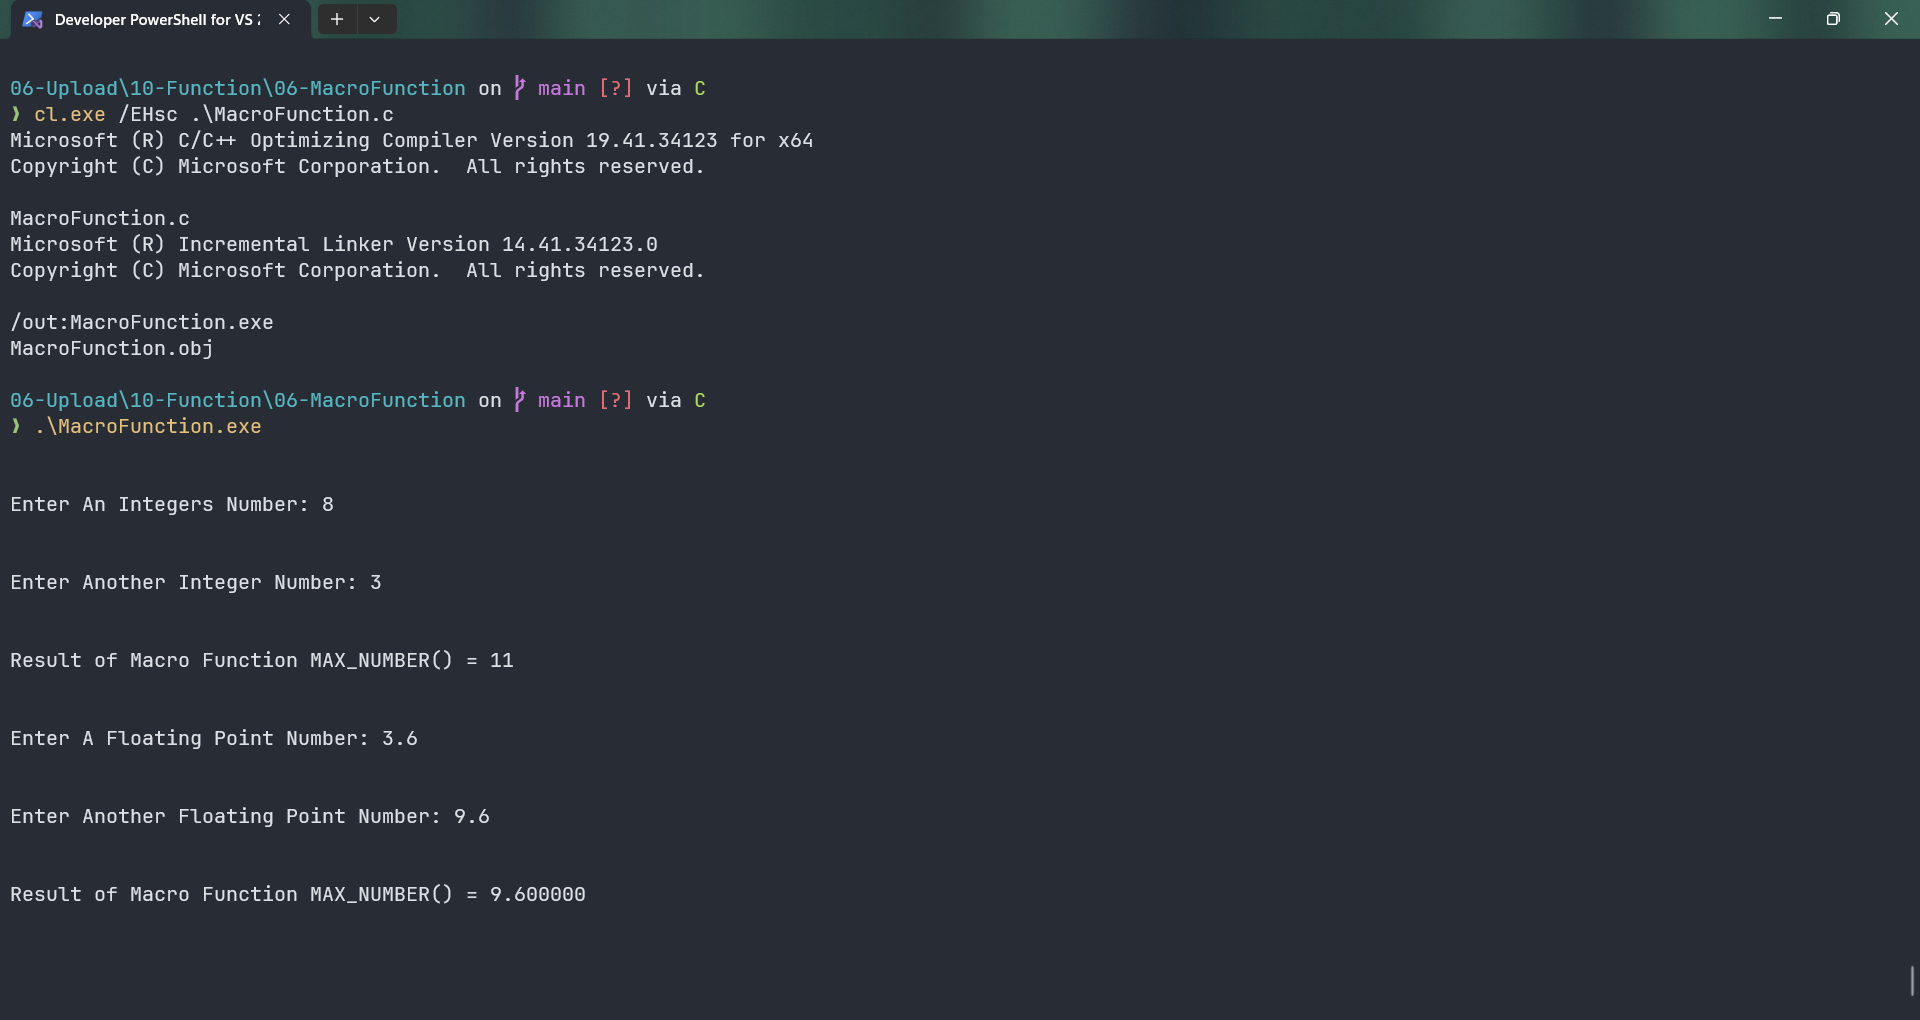 Developer PowerShell for VS 2
06-Upload\10-Function\06-MacroFunction on main [?] via C
❱ cl.exe /EHsc .\MacroFunction.c
Microsoft (R) C/C++ Optimizing Compiler Version 19.41.34123 for x64
Copyright (C) Microsoft Corporation.  All rights reserved.
MacroFunction.c
Microsoft (R) Incremental Linker Version 14.41.34123.0
Copyright (C) Microsoft Corporation.  All rights reserved.
/out:MacroFunction.exe
MacroFunction.obj
06-Upload\10-Function\06-MacroFunction on main [?] via C
❱ .\MacroFunction.exe
Enter An Integers Number: 8
Enter Another Integer Number: 3
Result of Macro Function MAX_NUMBER() = 11
Enter A Floating Point Number: 3.6
Enter Another Floating Point Number: 9.6
Result of Macro Function MAX_NUMBER() = 9.600000